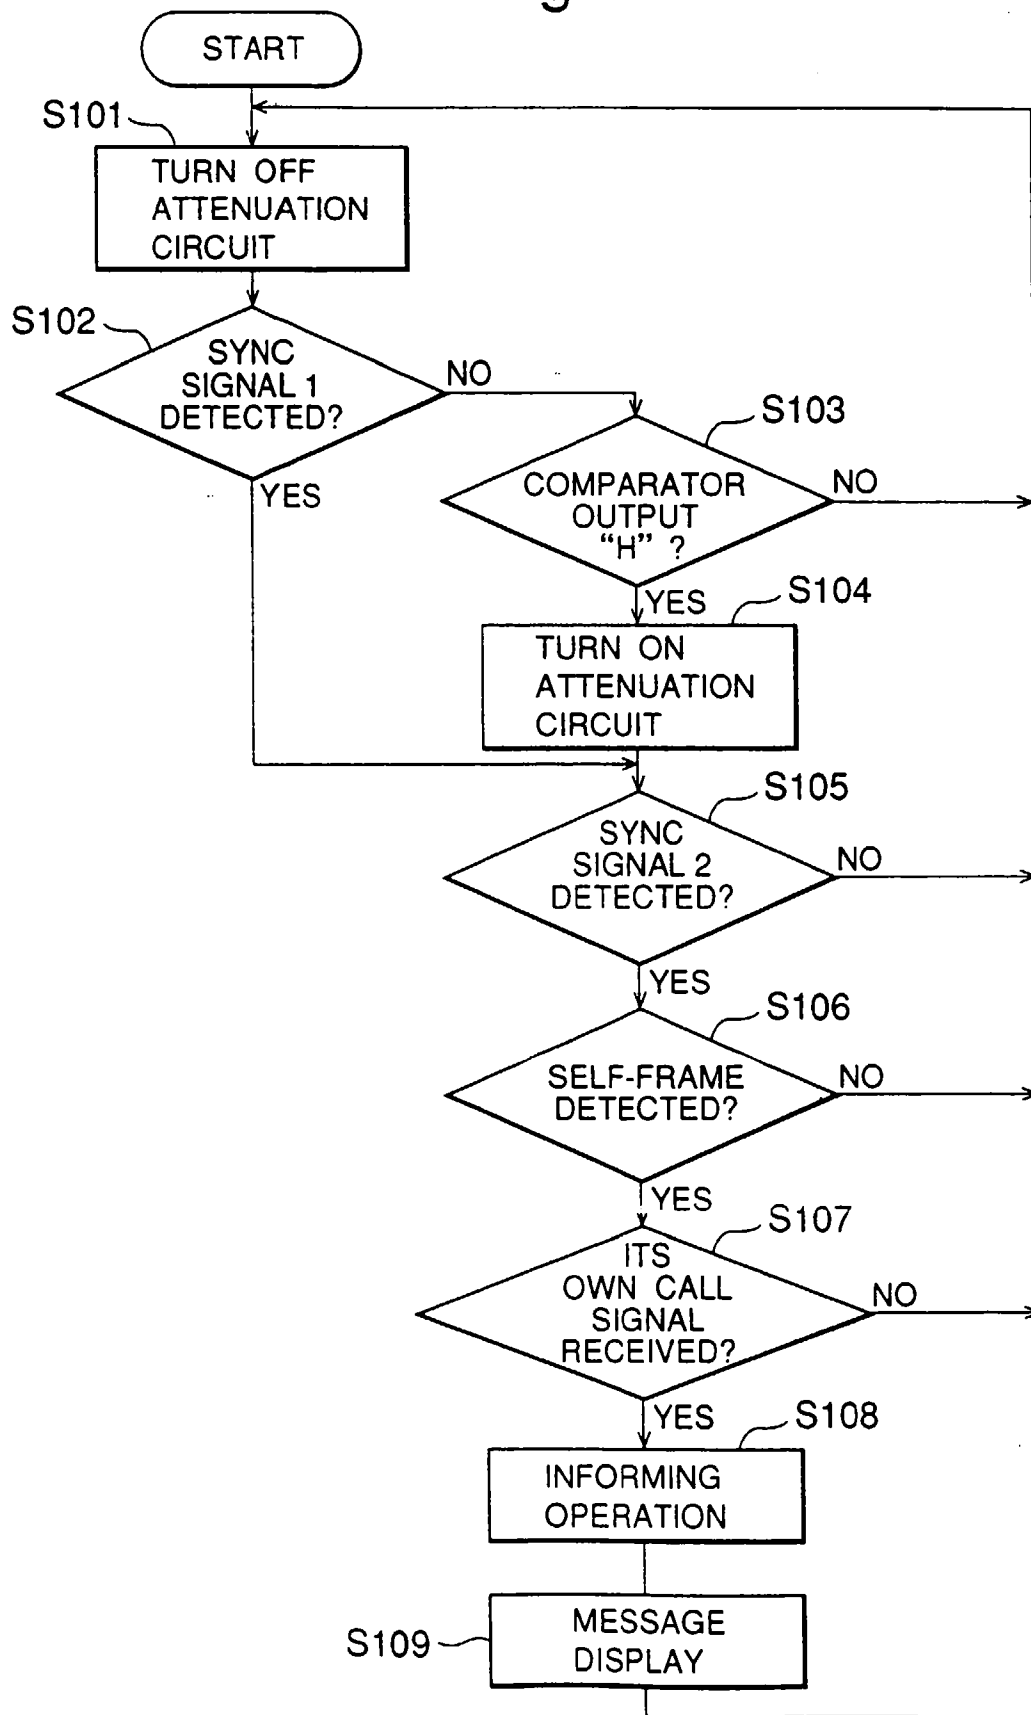 START
S101
TURN OFF
ATTENUATION
CIRCUIT
S102
SYNC
SIGNAL 1
DETECTED?
NO
YES
S103
COMPARATOR
OUTPUT
“H” ?
NO
YES
S104
TURN ON
ATTENUATION
CIRCUIT
S105
SYNC
SIGNAL 2
DETECTED?
NO
YES
S106
SELF-FRAME
DETECTED?
NO
YES
S107
ITS
OWN CALL
SIGNAL
RECEIVED?
NO
YES
S108
INFORMING
OPERATION
S109
MESSAGE
DISPLAY